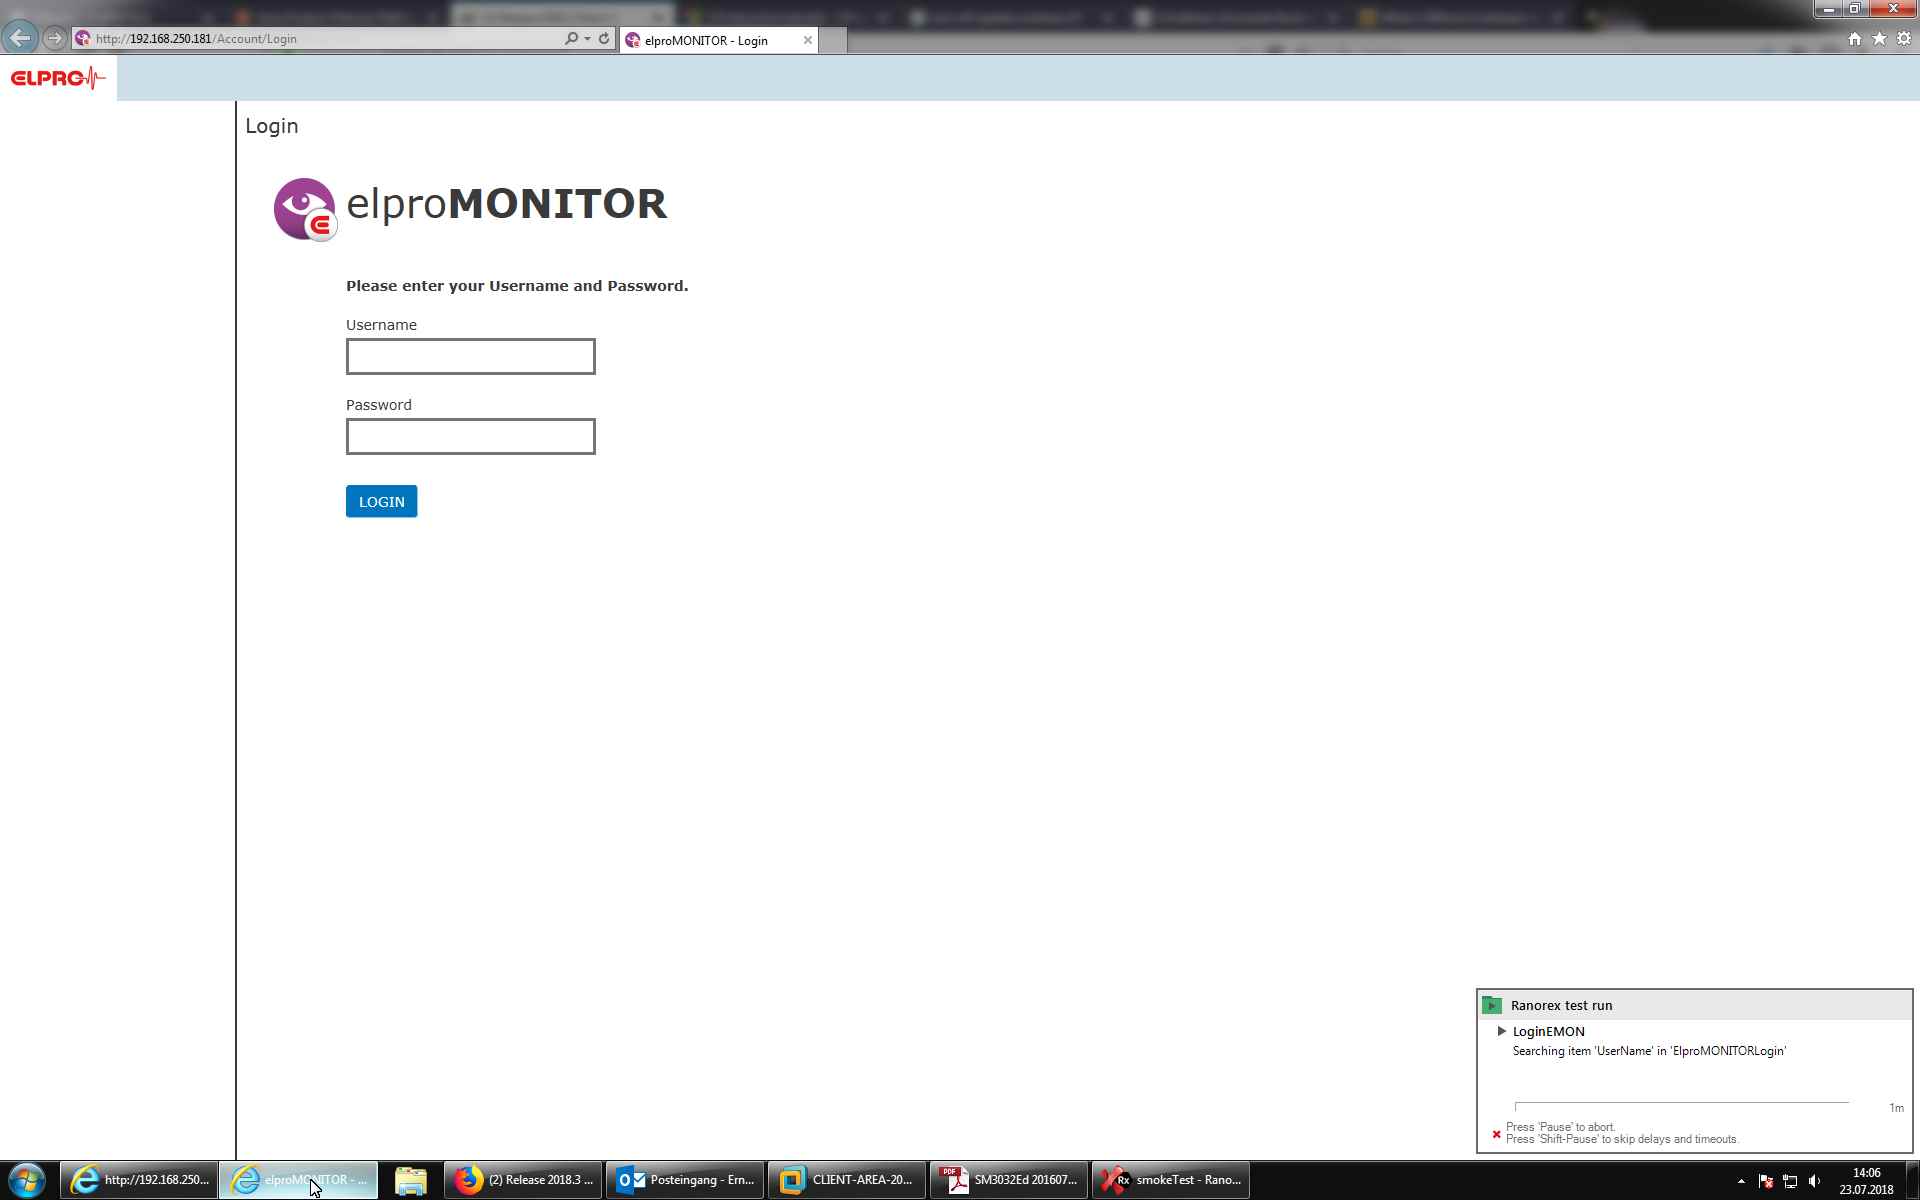 http://192.168.250.181/Account/Login
elproMONITOR - Login
ELPRO
Login
elproMONITOR
Please enter your Username and Password.
Username
Password
LOGIN
Ranorex test run
LoginEMON
Searching item 'UserName' in 'ElproMONITORLogin'
1m
Press 'Pause' to abort.
Press 'Shift-Pause' to skip delays and timeouts.
http://192.168.250...
elproMONITOR - ...
(2) Release 2018.3 ...
Posteingang - Ern...
CLIENT-AREA-20...
PDF
SM3032Ed 201607...
Rx
smokeTest - Rano...
14:06
23.07.2018